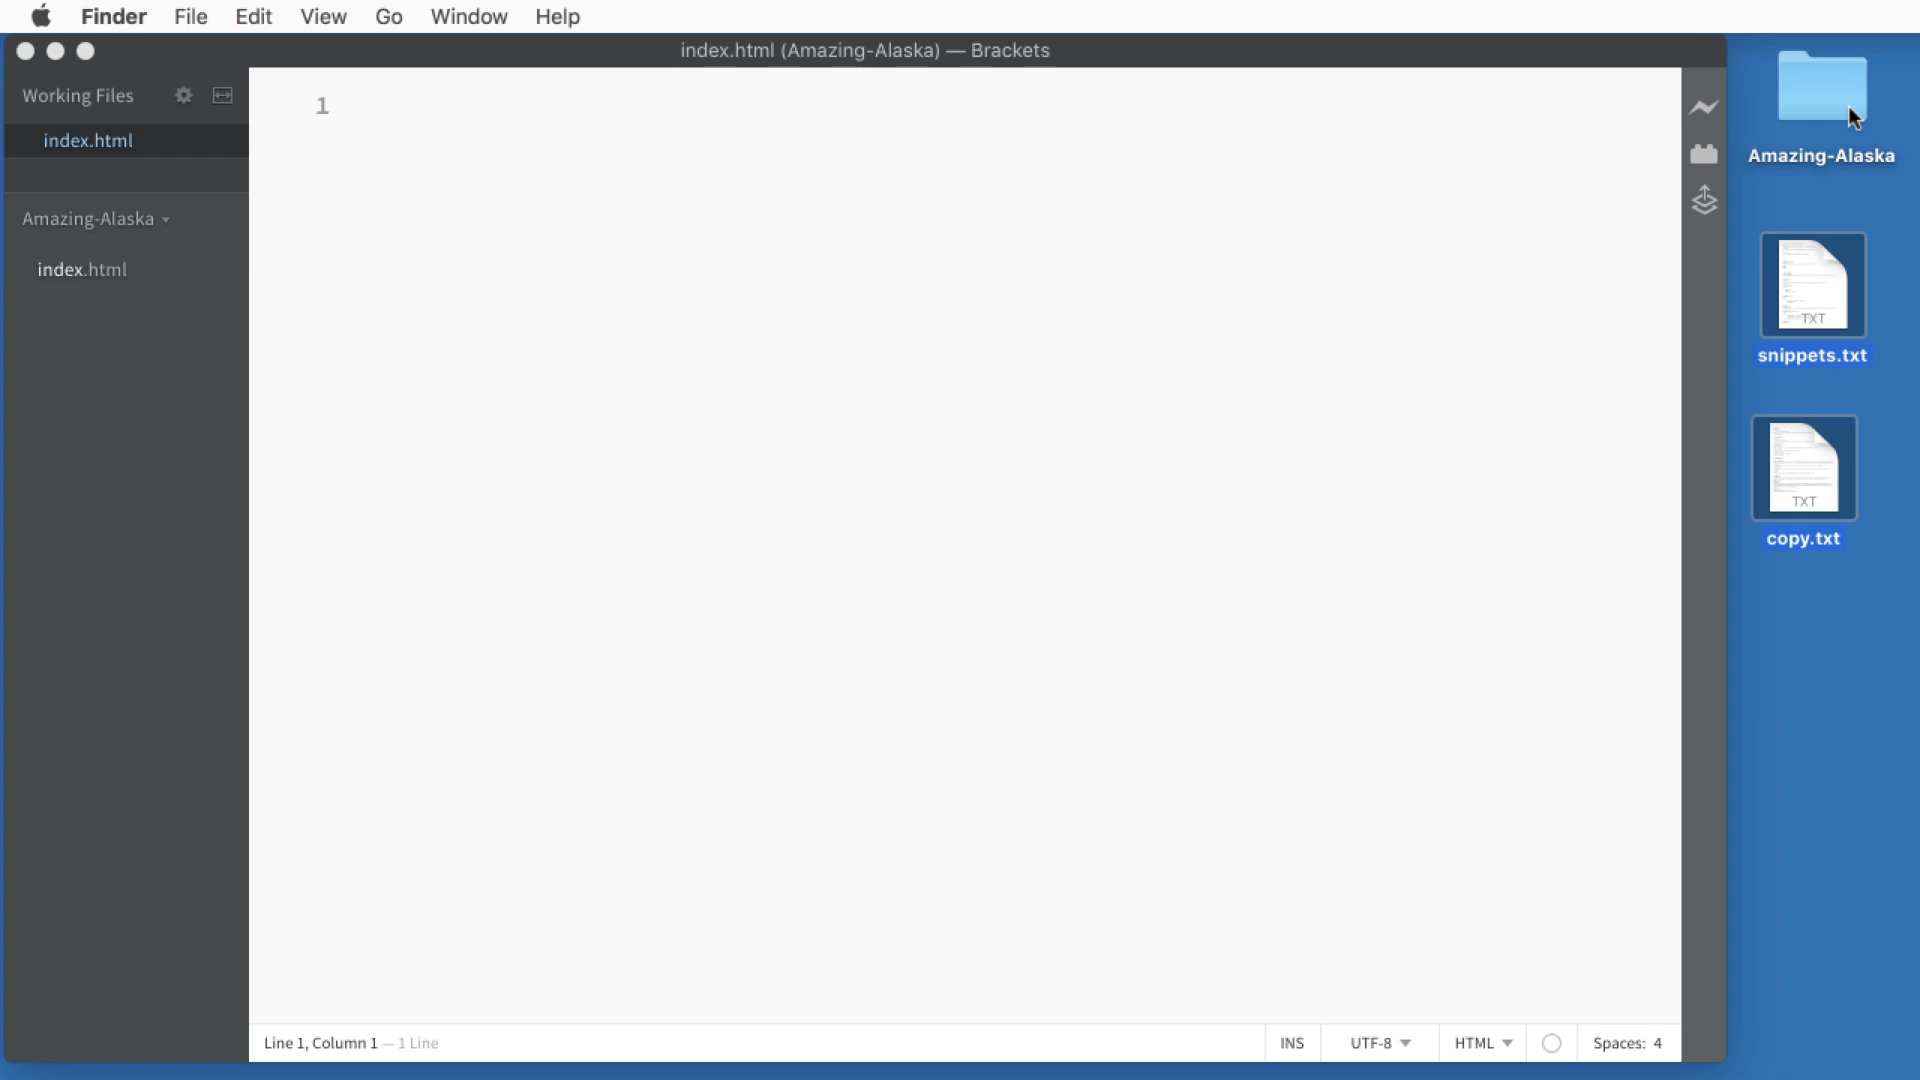 Finder File Edit View Go Window Help
index.html (Amazing-Alaska) — Brackets
Working Files
index.html
Amazing-Alaska
index.html
1
Amazing-Alaska
TXT
snippets.txt
TXT
copy.txt
Line 1, Column 1 — 1 Line
INS UTF-8 HTML Spaces: 4